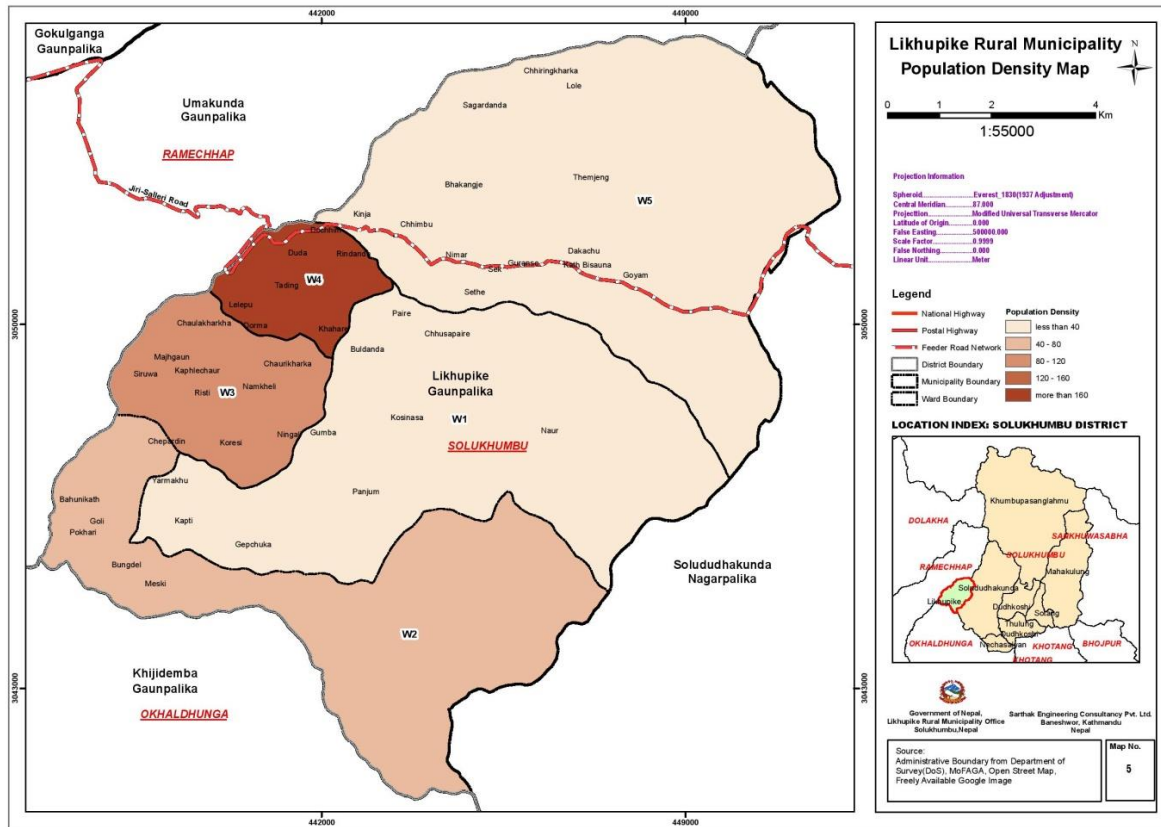 442000
449000
Gokulganga
Gaunpalika
Umakunda
Gaunpalika
RAMECHHAP
Jiri-Salleri Road
Chhiringkharka
Lole
Sagardanda
Bhakangje
Themjeng
W5
Kinja
Chhimbu
Duda
Rindanda
Nimar
Sek
Gurense
Dakachu
Kath Bisauna
Goyam
Sethe
W4
Tading
Lelepu
Dorma
Khahare
Paire
Chhusapaire
Buldanda
Chaulakharkha
Majhgaun
Siruwa
Kaphlechaur
Chaurikharka
Namkheli
Risti
W3
Koresi
Ningal
Gumba
Chepardin
Likhupike
Gaunpalika
Kosinasa
W1
Naur
SOLUKHUMBU
Yarmakhu
Panjum
Kapti
Gepchuka
Bahunikath
Goli
Pokhari
Bungdel
Meski
W2
Solududhakunda
Nagarpalika
Khijidemba
Gaunpalika
OKHALDHUNGA
3050000
3050000
3043000
3043000
442000
449000
Likhupike Rural Municipality
Population Density Map
N
0 1 2 4
Km
1:55000
Projection Information
Spheroid......................Everest_1830(1937 Adjustment)
Central Meridian..............87.000
Projection....................Modified Universal Transverse Mercator
Latitude of Origin............0.000
False Easting.................500000.000
Scale Factor..................0.9999
False Northing................0.000
Linear Unit...................Meter
Legend
National Highway
Postal Highway
Feeder Road Network
District Boundary
Municipality Boundary
Ward Boundary
Population Density
less than 40
40 - 80
80 - 120
120 - 160
more than 160
LOCATION INDEX: SOLUKHUMBU DISTRICT
Khumbupasanglahmu
DOLAKHA
SANKHUWASABHA
SOLUKHUMBU
RAMECHHAP
Mahakulung
Solududhakunda
Likhupike
Dudhkoshi
Sotang
Thulung
Dudhkoshi
Nechasalyan
OKHALDHUNGA
KHOTANG
BHOJPUR
KHOTANG
Government of Nepal,
Likhupike Rural Municipality Office
Solukhumbu,Nepal
Sarthak Engineering Consultancy Pvt. Ltd.
Baneshwor, Kathmandu
Nepal
Source:
Administrative Boundary from Department of
Survey(DoS), MoFAGA, Open Street Map,
Freely Available Google Image
Map No.
5